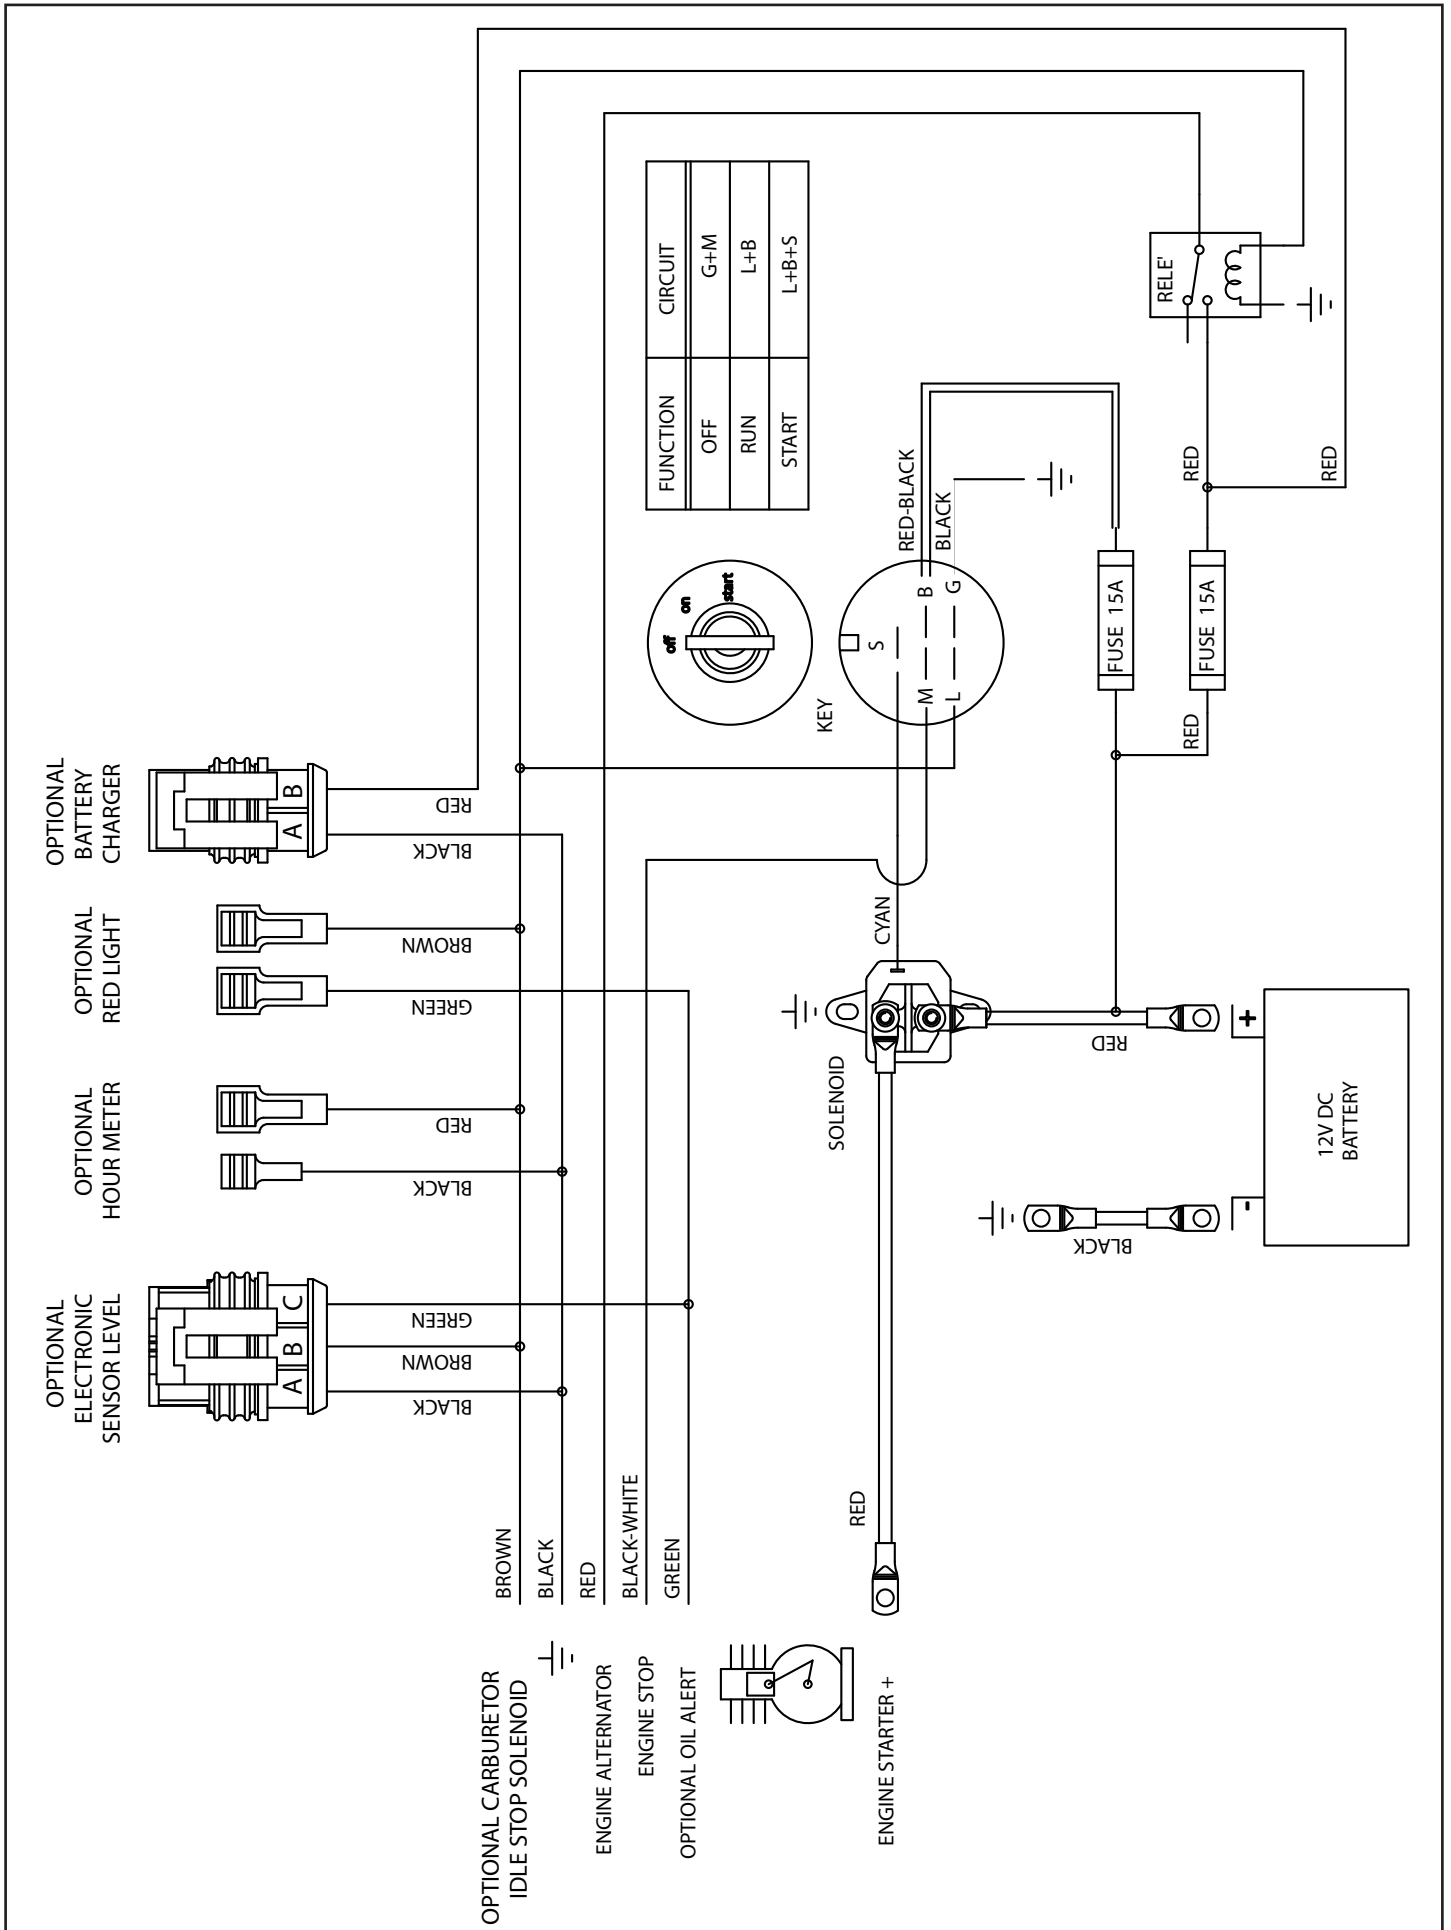 OPTIONAL
ELECTRONIC
SENSOR LEVEL
A
B
C
BLACK
BROWN
GREEN
OPTIONAL
HOUR METER
BLACK
RED
OPTIONAL
RED LIGHT
GREEN
BROWN
OPTIONAL
BATTERY
CHARGER
A
B
BLACK
RED
OPTIONAL CARBURETOR
IDLE STOP SOLENOID
BROWN
BLACK
ENGINE ALTERNATOR
RED
ENGINE STOP
BLACK-WHITE
OPTIONAL OIL ALERT
GREEN
ENGINE STARTER +
RED
SOLENOID
CYAN
KEY
off
on
start
FUNCTION
CIRCUIT
OFF
G+M
RUN
L+B
START
L+B+S
S
M
B
L
G
RED-BLACK
BLACK
FUSE 15A
FUSE 15A
RED
RED
RED
RELE'
RED
BLACK
-
+
12V DC
BATTERY